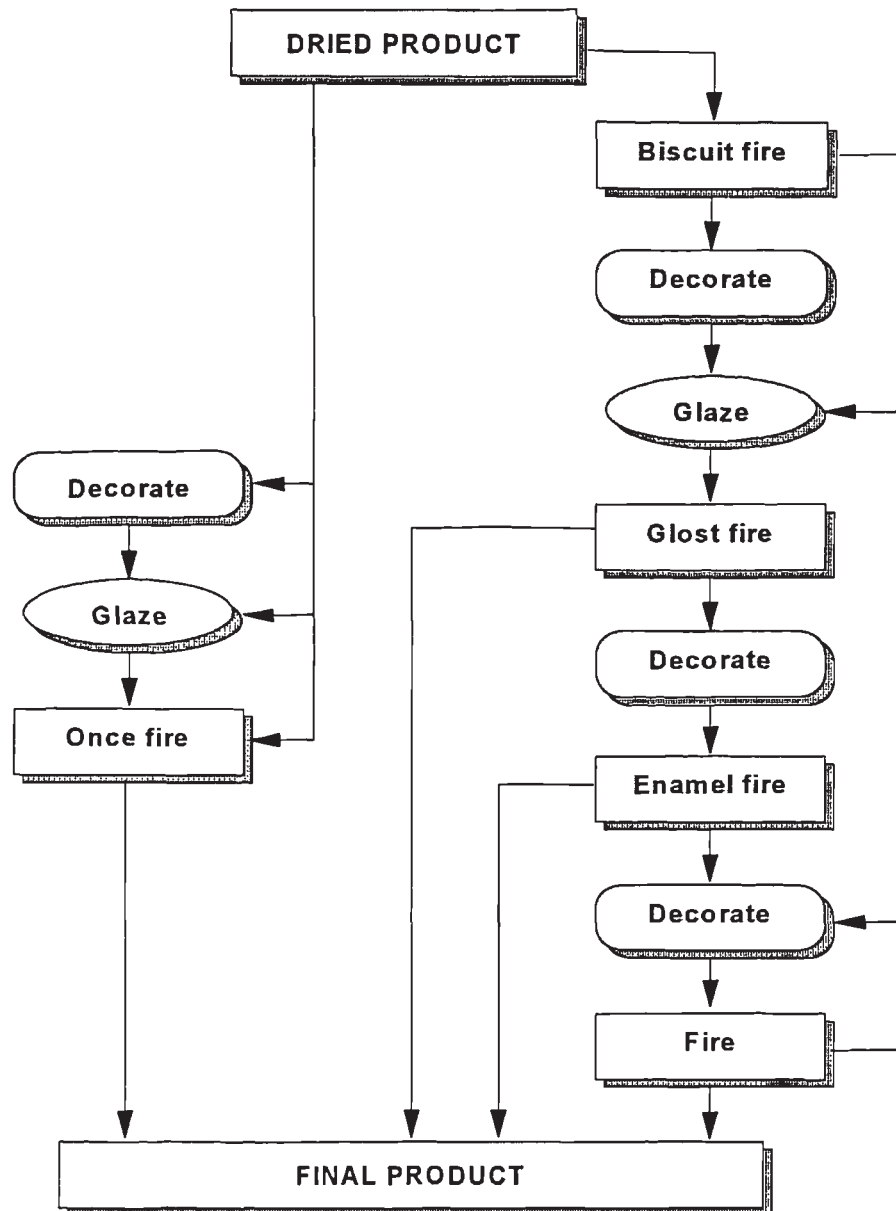 DRIED PRODUCT
Biscuit fire
Decorate
Glaze
Decorate
Glost fire
Glaze
Decorate
Once fire
Enamel fire
Decorate
Fire
FINAL PRODUCT